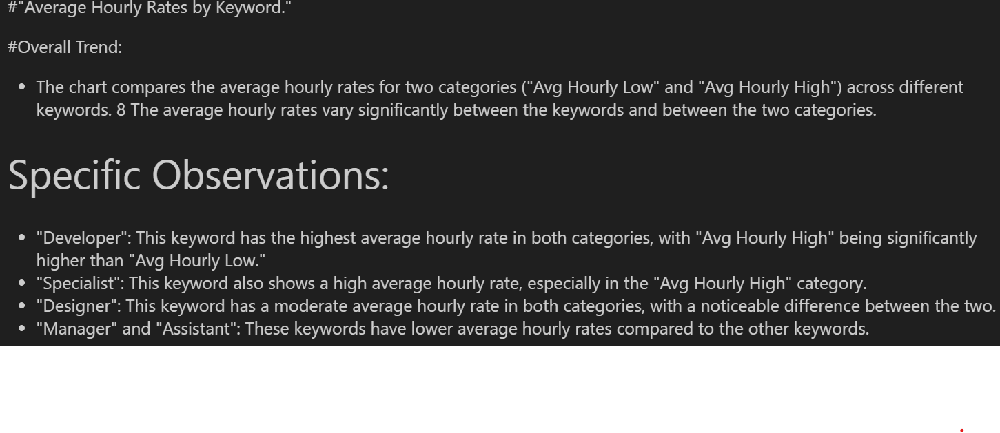 #"Average Hourly Rates by Keyword."
#Overall Trend:
• The chart compares the average hourly rates for two categories ("Avg Hourly Low" and "Avg Hourly High") across different
keywords. 8 The average hourly rates vary significantly between the keywords and between the two categories.
Specific Observations:
• "Developer": This keyword has the highest average hourly rate in both categories, with "Avg Hourly High" being significantly
higher than "Avg Hourly Low."
• "Specialist": This keyword also shows a high average hourly rate, especially in the "Avg Hourly High" category.
• "Designer": This keyword has a moderate average hourly rate in both categories, with a noticeable difference between the two.
• "Manager" and "Assistant": These keywords have lower average hourly rates compared to the other keywords.